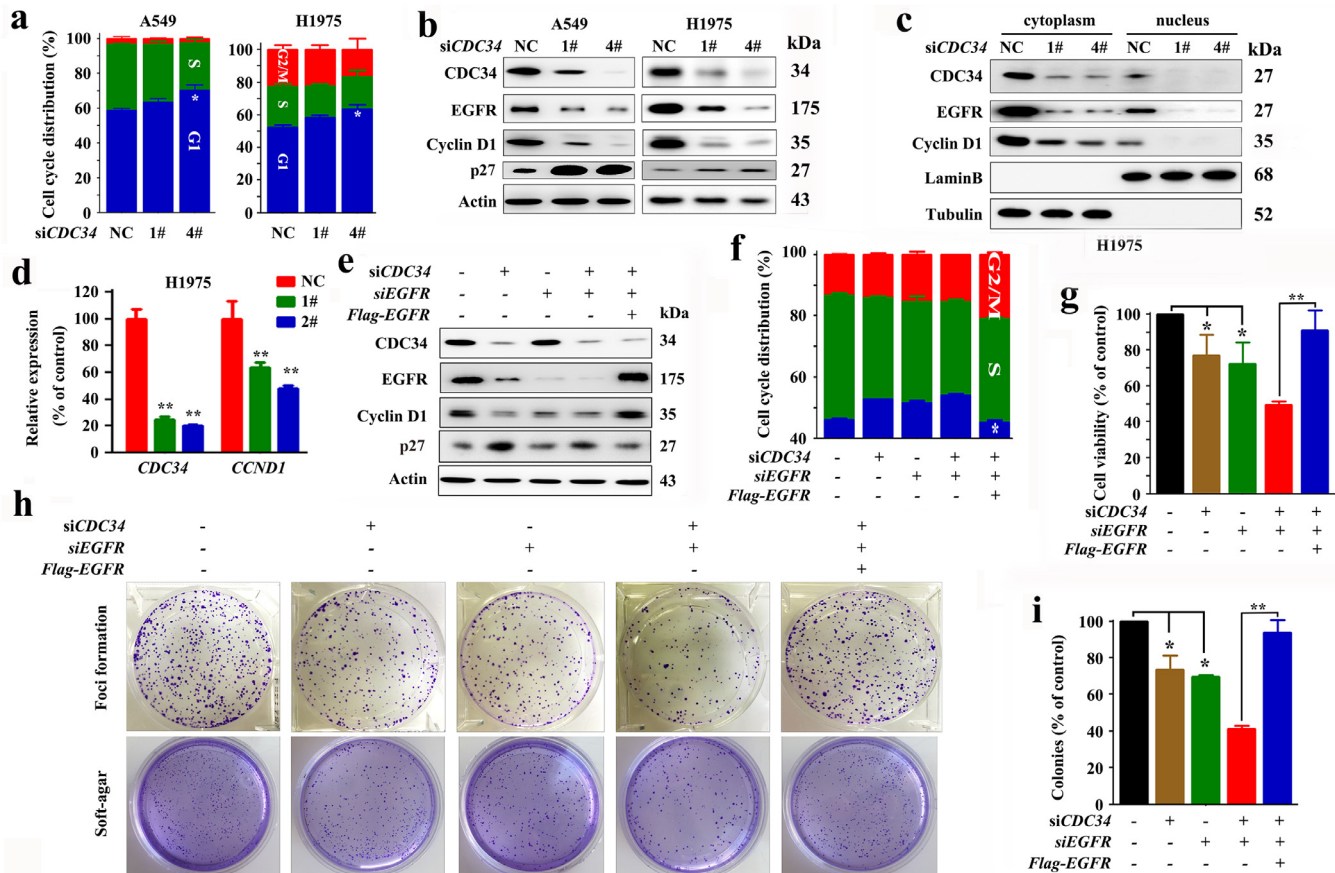 a
A549
H1975
Cell cycle distribution (%)
100
80
60
40
20
0
S
*
G1
100
80
60
40
20
0
G2/M
S
G1
*
siCDC34 NC 1# 4# NC 1# 4#
b
A549 H1975
siCDC34 NC 1# 4# NC 1# 4# kDa
CDC34 34
EGFR 175
Cyclin D1 35
p27 27
Actin 43
c
cytoplasm nucleus
siCDC34 NC 1# 4# NC 1# 4# kDa
CDC34 27
EGFR 27
Cyclin D1 35
LaminB 68
Tubulin 52
H1975
d
H1975
NC
1#
2#
Relative expression
(% of control)
120
100
80
60
40
20
0
** ** ** **
CDC34 CCND1
e
siCDC34 - + - + +
siEGFR - - + + +
Flag-EGFR - - - - + kDa
CDC34 34
EGFR 175
Cyclin D1 35
p27 27
Actin 43
f
Cell cycle distribution (%)
100
80
60
40
G2/M
S
*
siCDC34 - + - + +
siEGFR - - + + +
Flag-EGFR - - - - +
g
Cell viability (% of control)
100
80
60
40
20
0
* * **
siCDC34 - + - + +
siEGFR - - + + +
Flag-EGFR - - - - +
h
siCDC34 - + - + +
siEGFR - - + + +
Flag-EGFR - - - - +
Foci formation
Soft-agar
i
Colonies (% of control)
100
80
60
40
20
0
* * **
siCDC34 - + - + +
siEGFR - - + + +
Flag-EGFR - - - - +